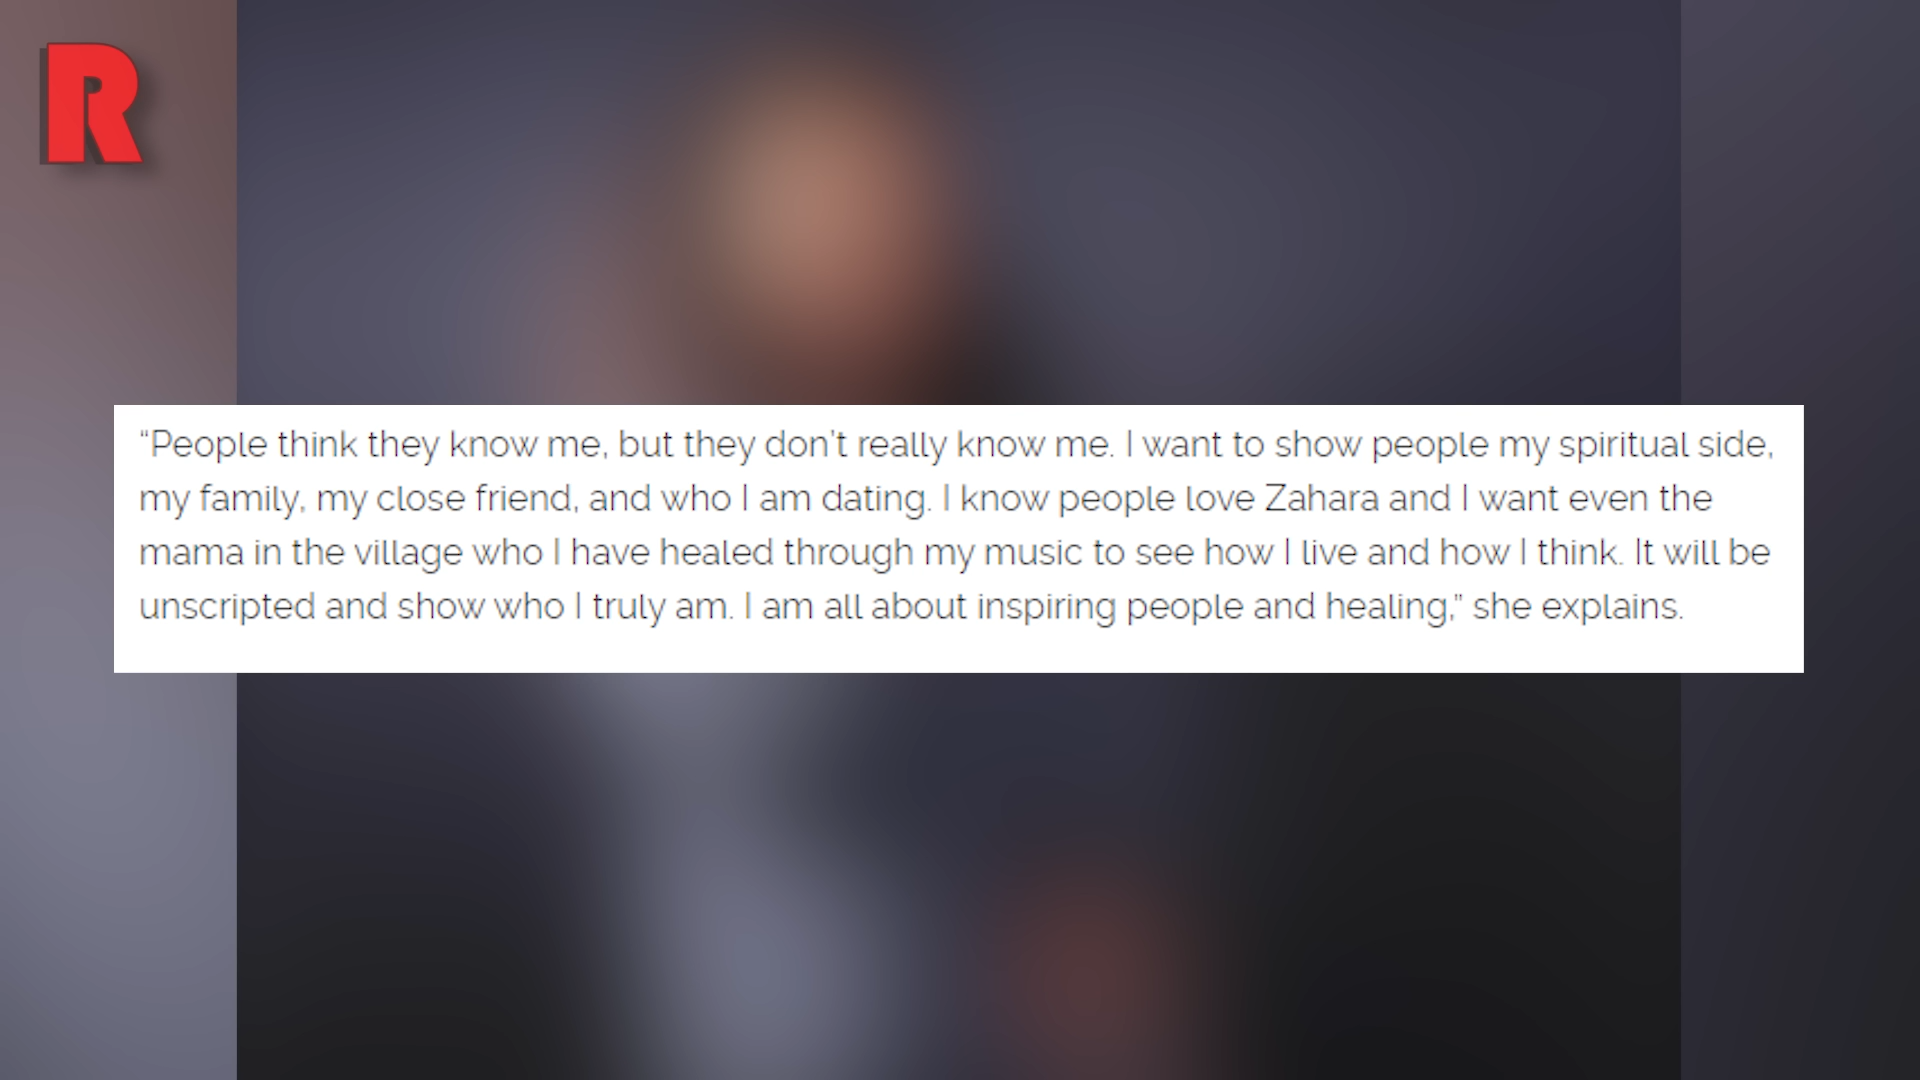 R
“People think they know me, but they don’t really know me. I want to show people my spiritual side,
my family, my close friend, and who I am dating. I know people love Zahara and I want even the
mama in the village who I have healed through my music to see how I live and how I think. It will be
unscripted and show who I truly am. I am all about inspiring people and healing,” she explains.